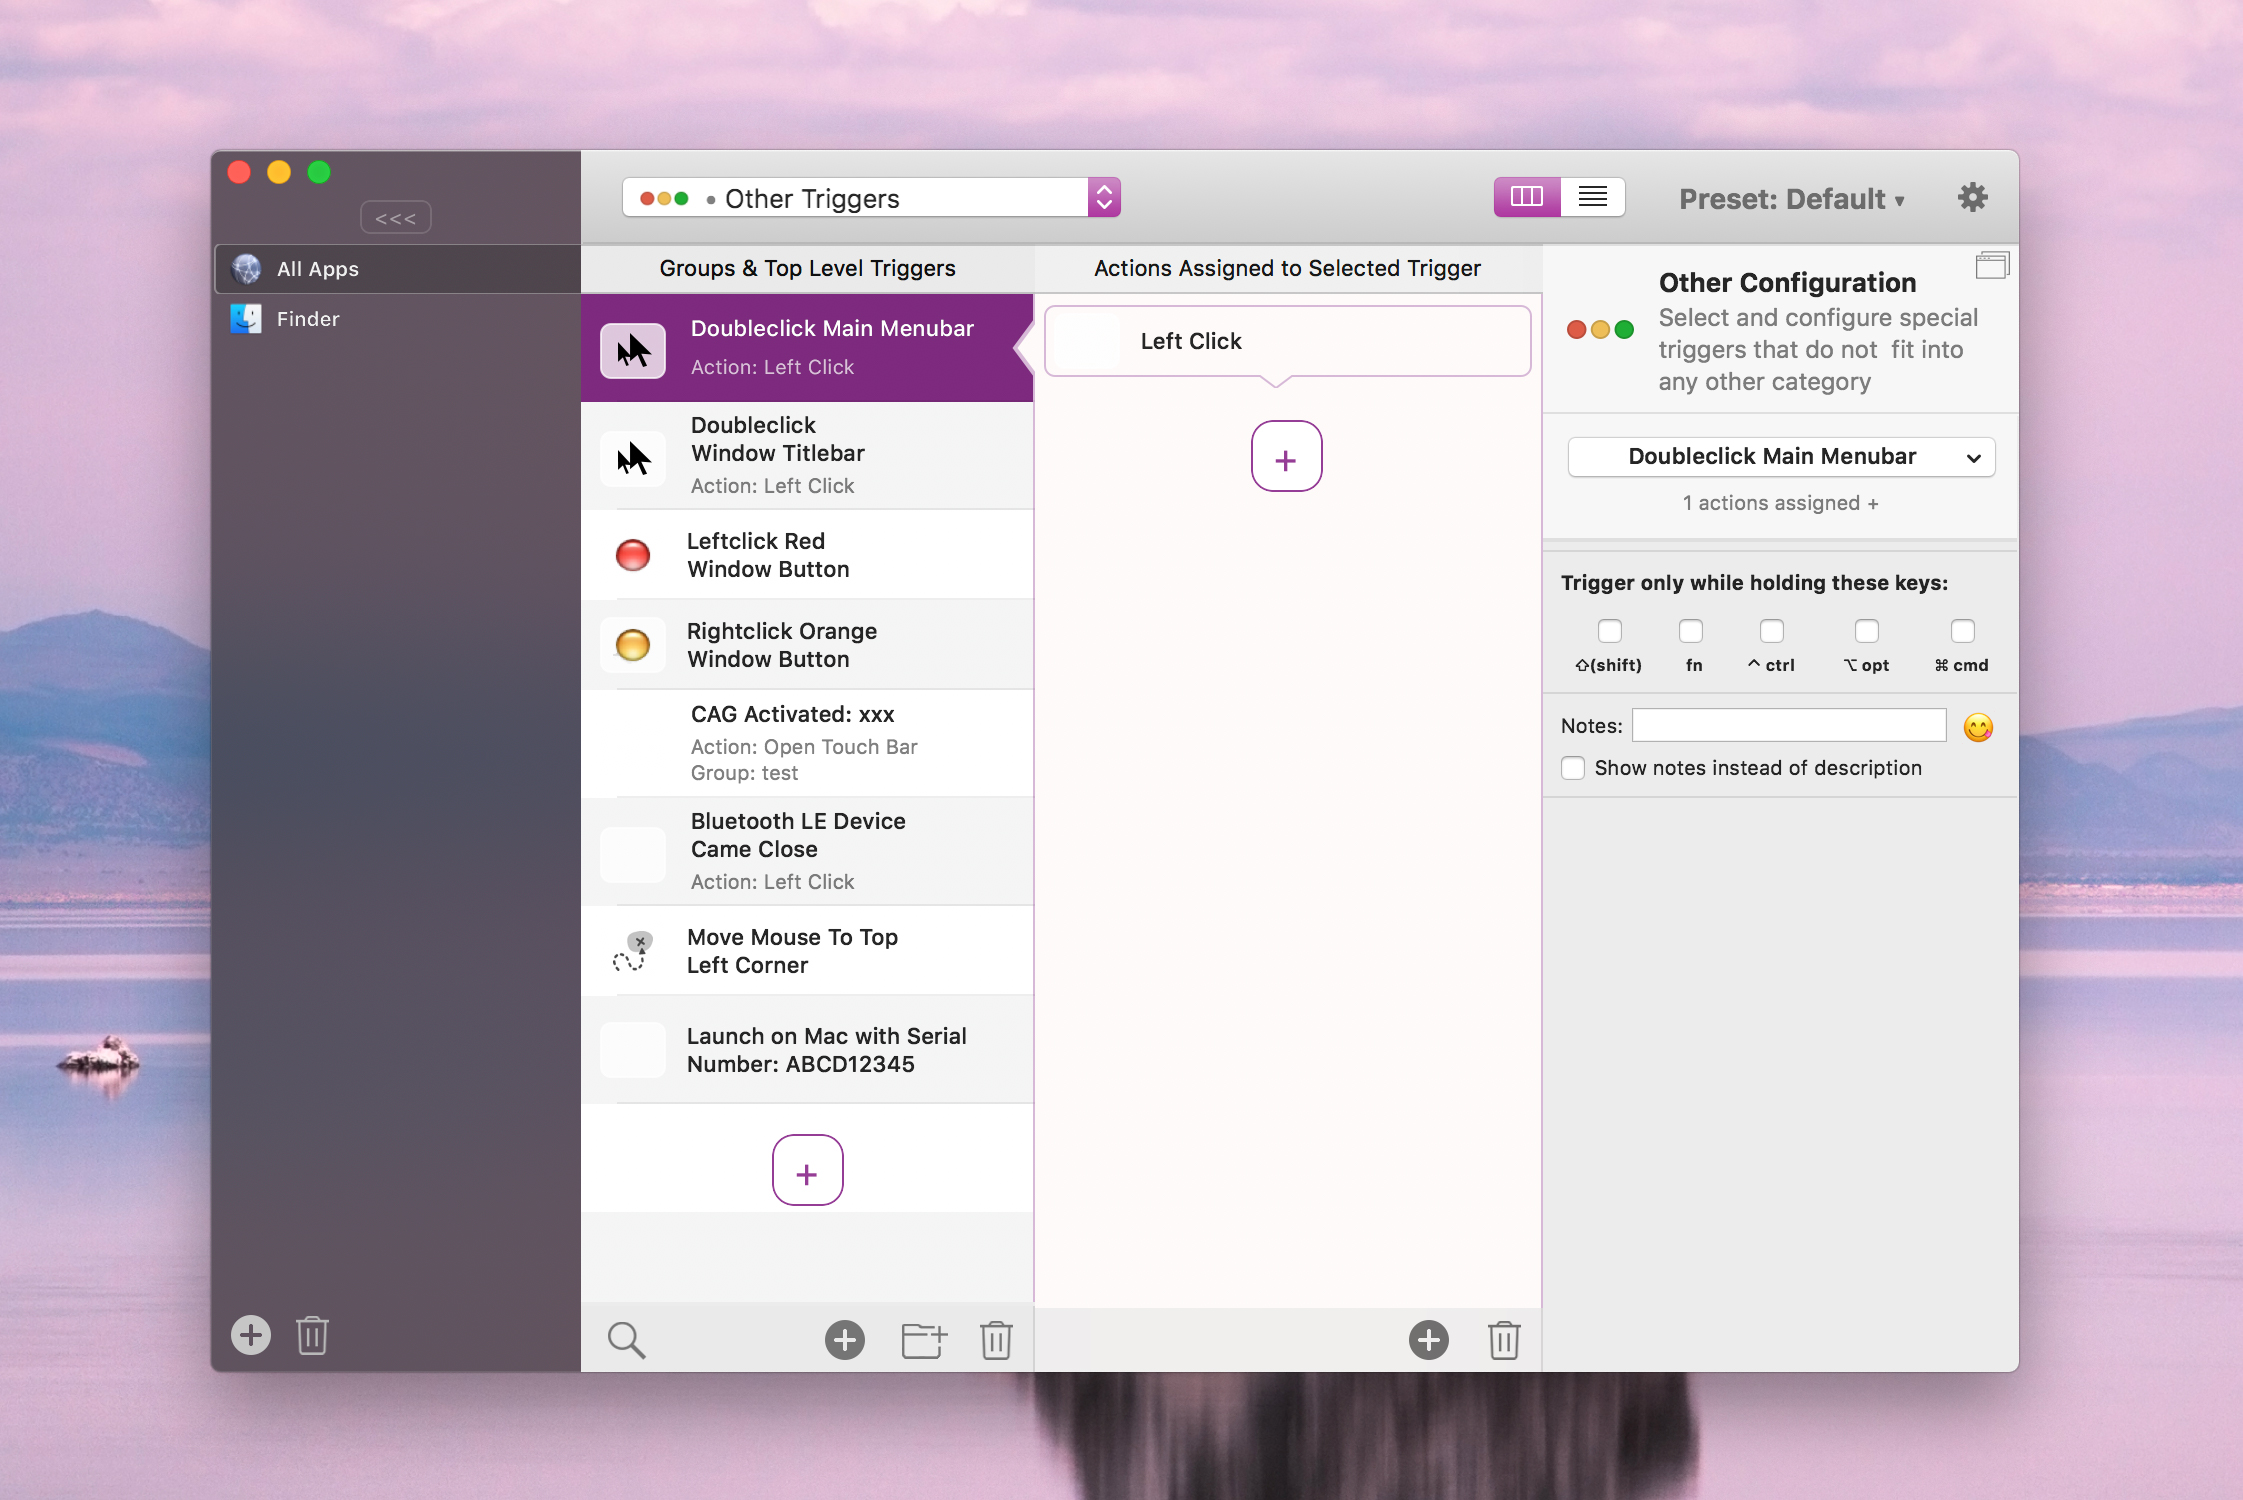 <<<
All Apps
Finder
• Other Triggers
Preset: Default ▾
Groups & Top Level Triggers
Doubleclick Main Menubar
Action: Left Click
Doubleclick
Window Titlebar
Action: Left Click
Leftclick Red
Window Button
Rightclick Orange
Window Button
CAG Activated: xxx
Action: Open Touch Bar
Group: test
Bluetooth LE Device
Came Close
Action: Left Click
Move Mouse To Top
Left Corner
Launch on Mac with Serial
Number: ABCD12345
+
Actions Assigned to Selected Trigger
Left Click
+
Other Configuration
Select and configure special
triggers that do not fit into
any other category
Doubleclick Main Menubar
1 actions assigned +
Trigger only while holding these keys:
⇧(shift) fn ^ ctrl ⌥ opt ⌘ cmd
Notes: 😋
Show notes instead of description